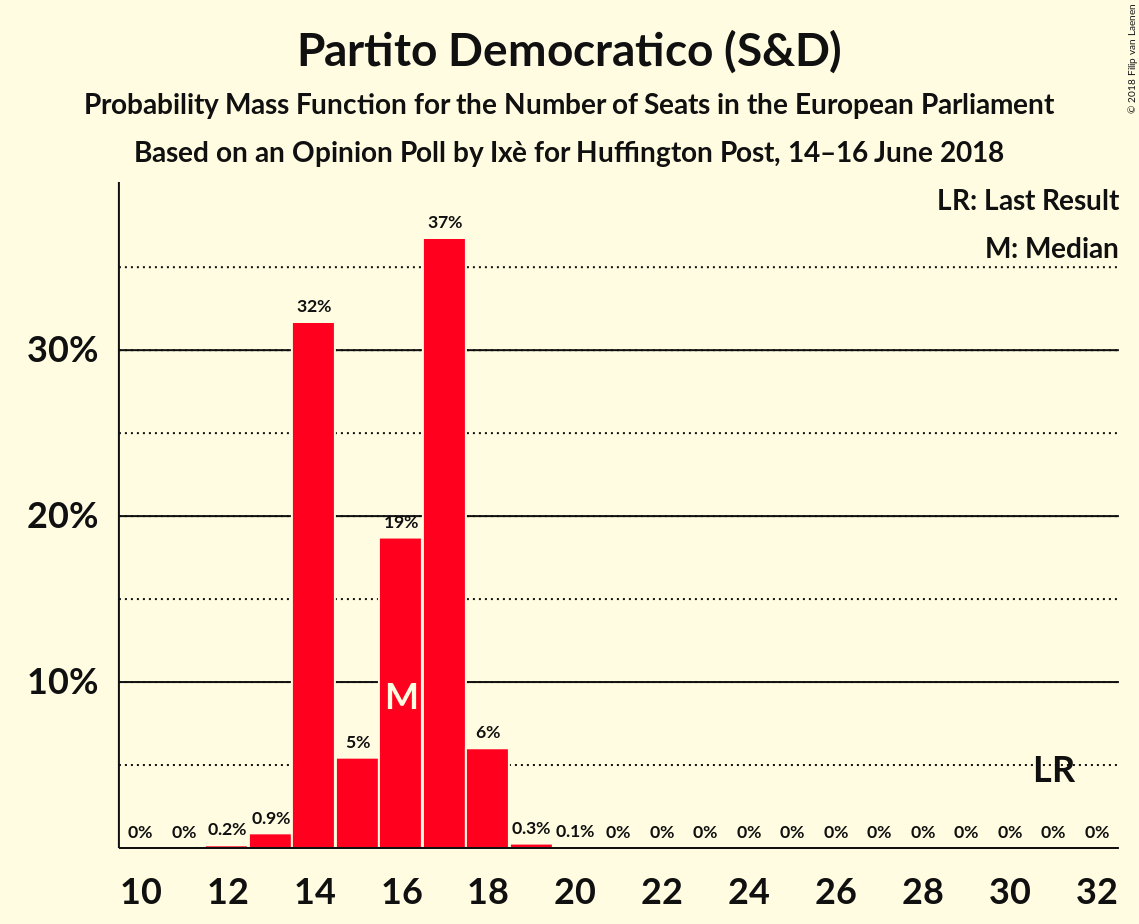 Partito Democratico (S&D)
Probability Mass Function for the Number of Seats in the European Parliament
Based on an Opinion Poll by Ixè for Huffington Post, 14–16 June 2018
© 2018 Filip van Laenen
LR: Last Result
M: Median
30%
20%
10%
0% 0% 0.2% 0.9% 32% 5% 19% 37% 6% 0.3% 0.1% 0% 0% 0% 0% 0% 0% 0% 0% 0% 0% 0% 0%
M
LR
10 12 14 16 18 20 22 24 26 28 30 32